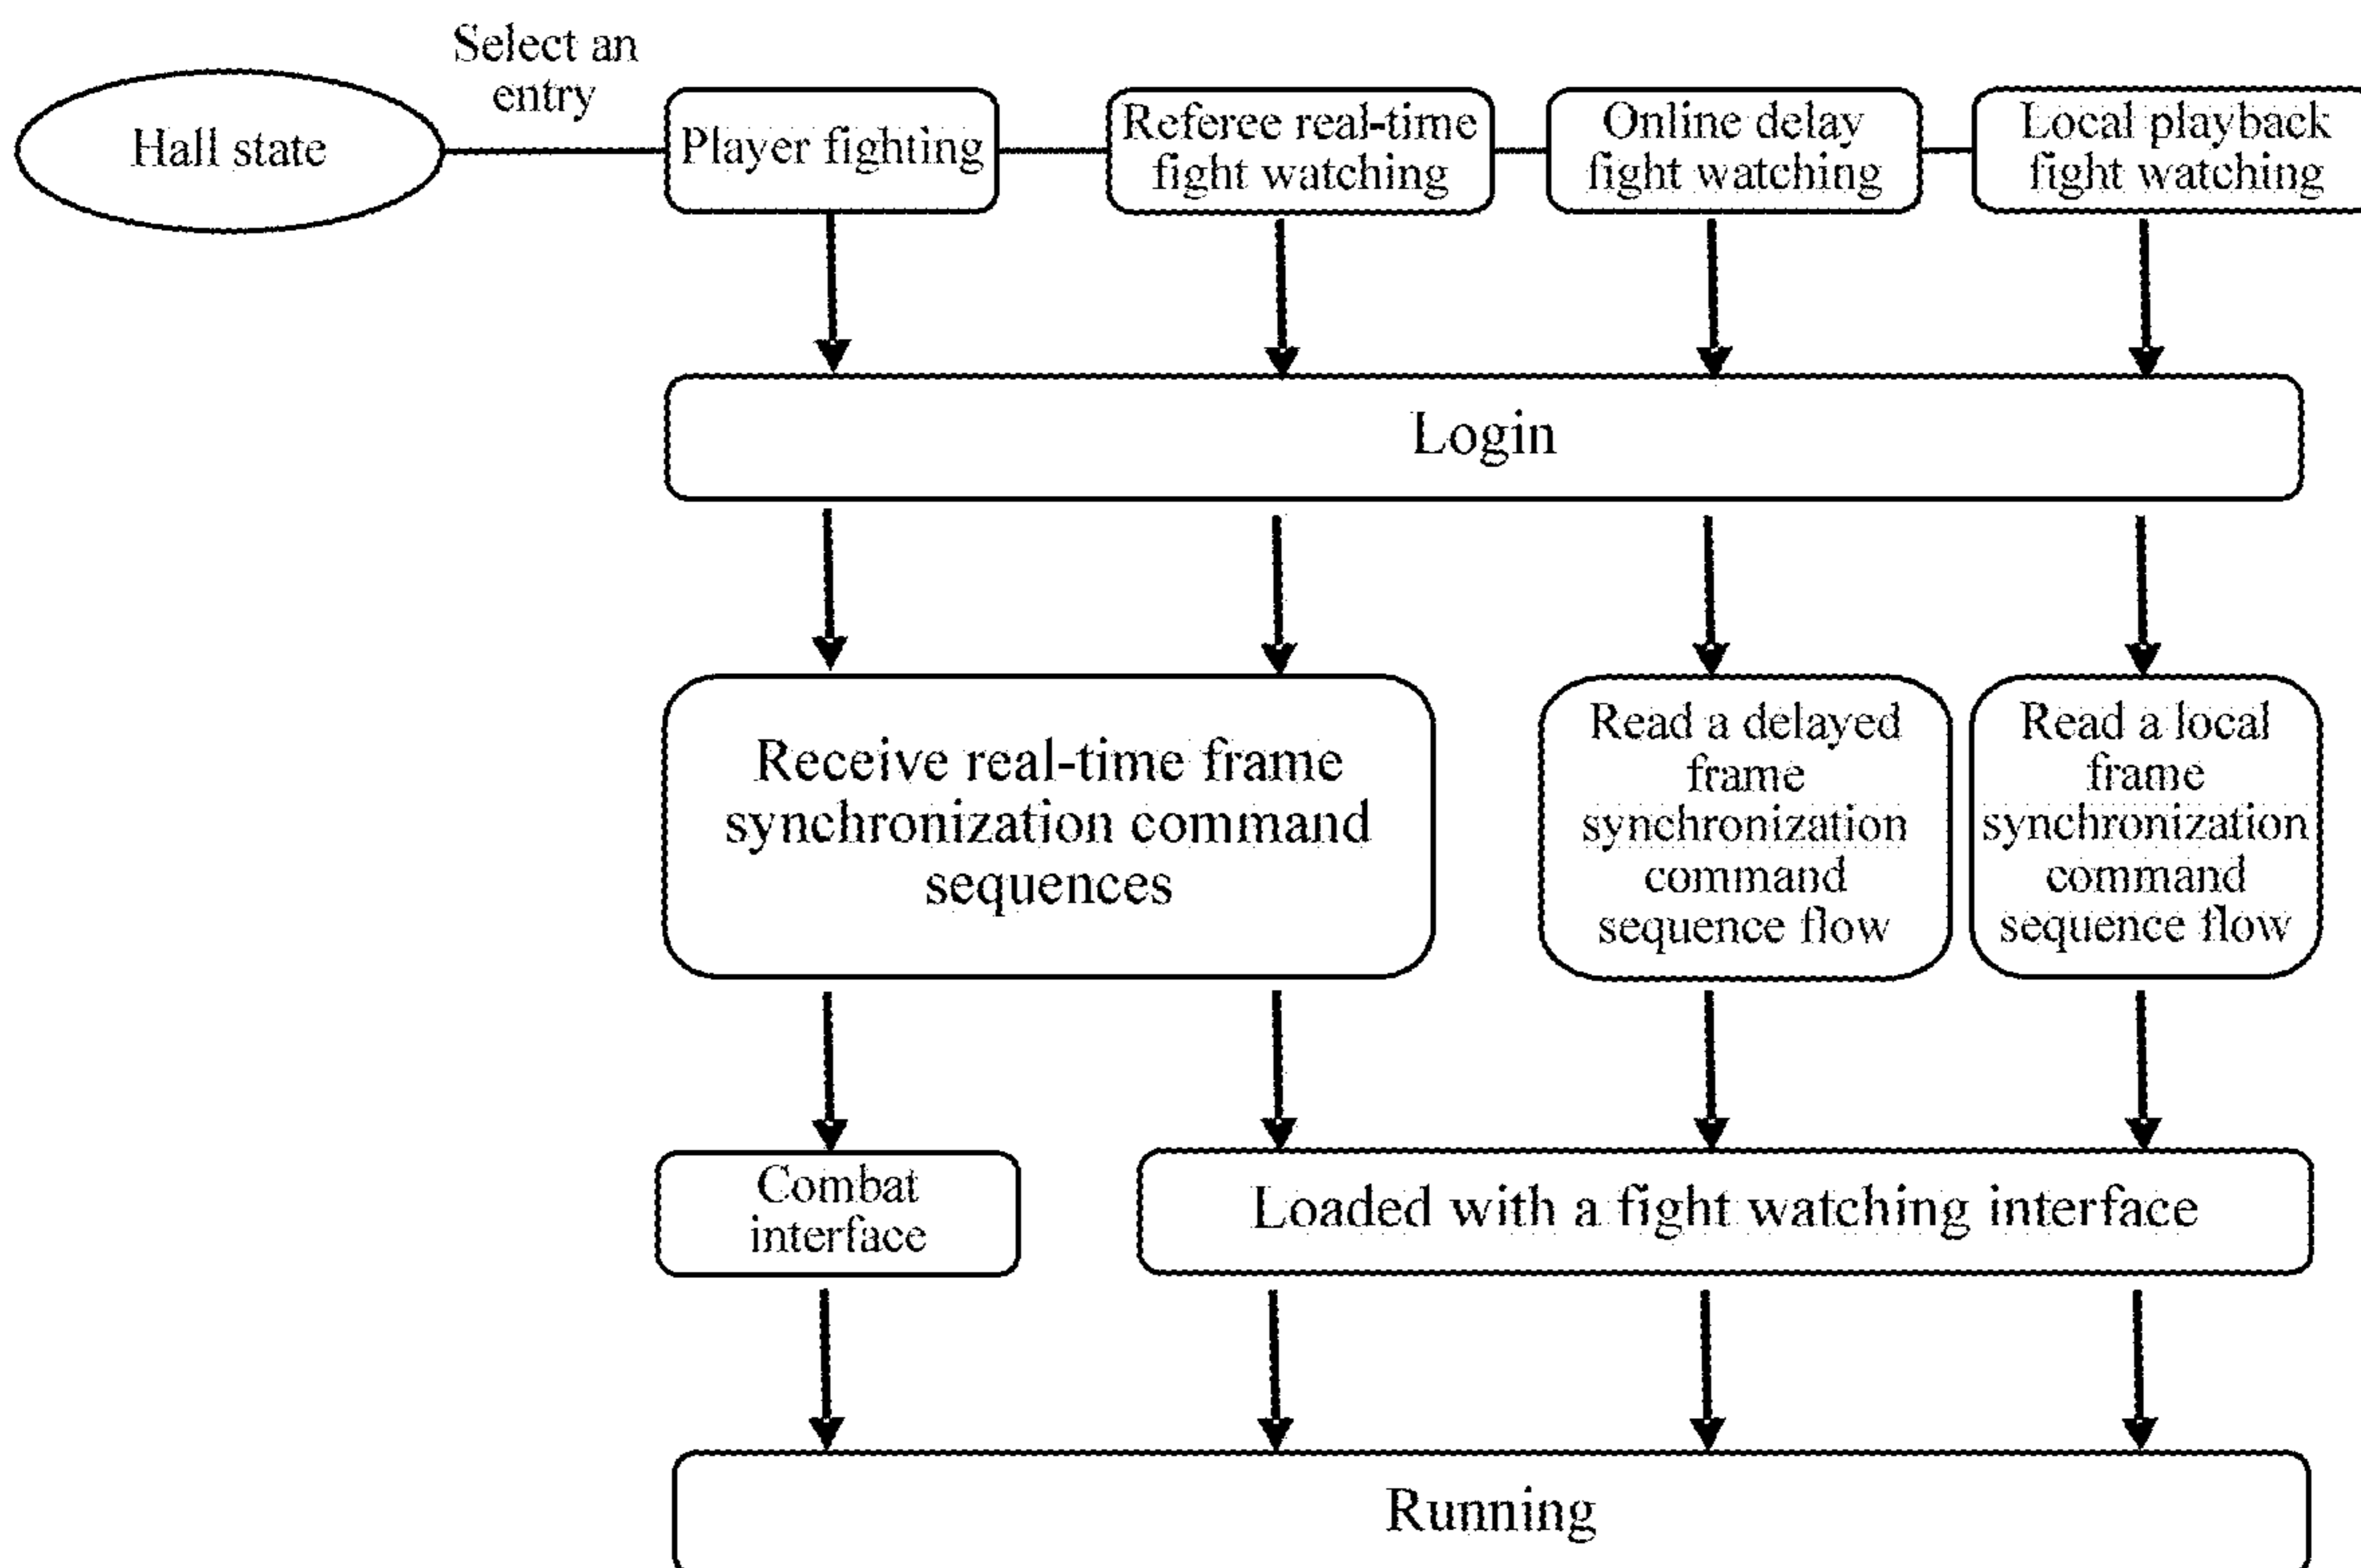 Select an
entry
Hall state
Player fighting
Referee real-time
fight watching
Online delay
fight watching
Local playback
fight watching
Login
Receive real-time frame
synchronization command
sequences
Read a delayed
frame
synchronization
command
sequence flow
Read a local
frame
synchronization
command
sequence flow
Combat
interface
Loaded with a fight watching interface
Running